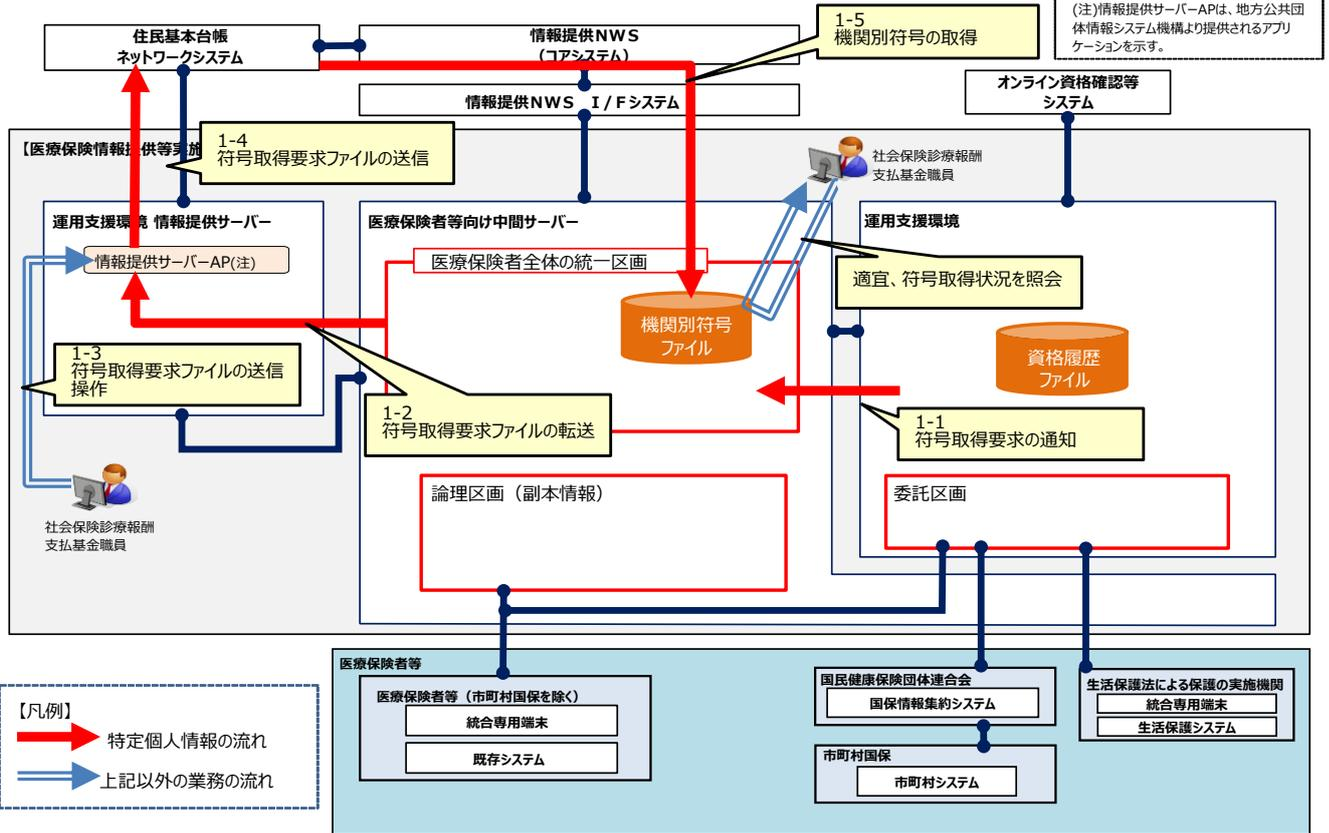 住民基本台帳
ネットワークシステム
情報提供NWS
(コアシステム)
1-5
機関別符号の取得
(注)情報提供サーバーAPは、地方公共団
体情報システム機構より提供されるアプリ
ケーションを示す。
情報提供NWS I/Fシステム
オンライン資格確認等
システム
【医療保険情報提供等実施
1-4
符号取得要求ファイルの送信
社会保険診療報酬
支払基金職員
運用支援環境 情報提供サーバー
医療保険者等向け中間サーバー
運用支援環境
情報提供サーバーAP(注)
医療保険者全体の統一区画
適宜、符号取得状況を照会
機関別符号
ファイル
資格履歴
ファイル
1-3
符号取得要求ファイルの送信
操作
1-2
符号取得要求ファイルの転送
1-1
符号取得要求の通知
論理区画(副本情報)
委託区画
社会保険診療報酬
支払基金職員
医療保険者等
医療保険者等(市町村国保を除く)
統合専用端末
既存システム
国民健康保険団体連合会
国保情報集約システム
市町村国保
市町村システム
生活保護法による保護の実施機関
統合専用端末
生活保護システム
【凡例】
特定個人情報の流れ
上記以外の業務の流れ